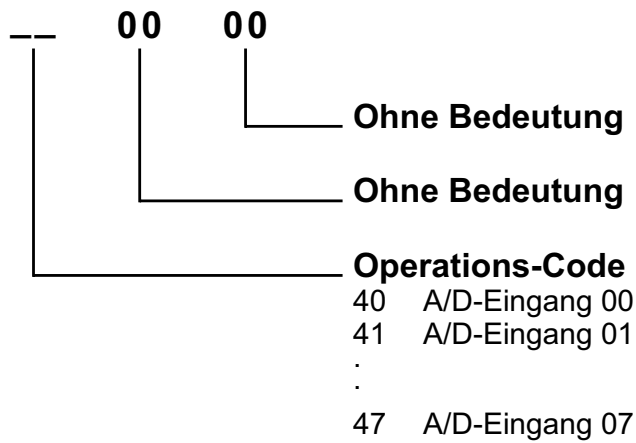 __ 00 00
Ohne Bedeutung
Ohne Bedeutung
Operations-Code
40 A/D-Eingang 00
41 A/D-Eingang 01
.
.
47 A/D-Eingang 07